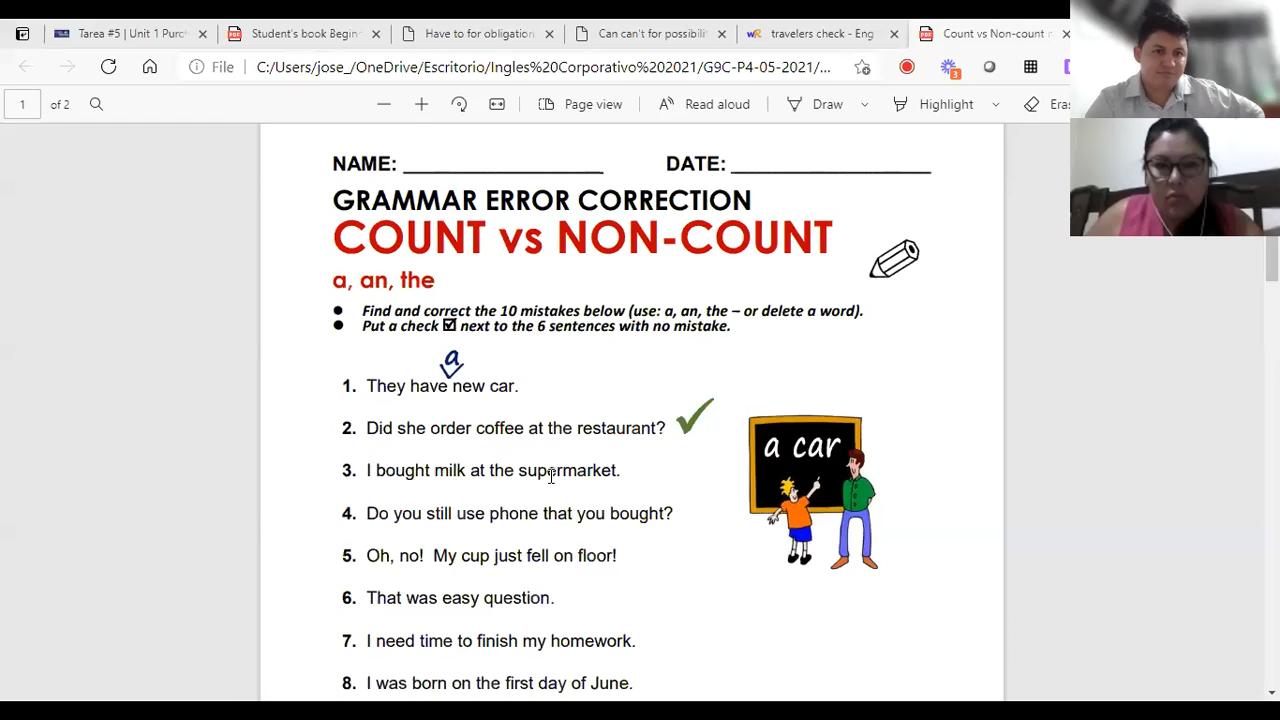 Tarea #5 | Unit 1 Purch
Student's book Begin
Have to for obligation
Can can't for possibili
travelers check - Eng
Count vs Non-count n
File
C:/Users/jose_/OneDrive/Escritorio/Ingles%20Corporativo%202021/G9C-P4-05-2021/...
3
1 of 2
Page view
Read aloud
Draw
Highlight
Eras
NAME: ____________________ DATE: ____________________
GRAMMAR ERROR CORRECTION
COUNT vs NON-COUNT
a, an, the
● Find and correct the 10 mistakes below (use: a, an, the – or delete a word).
● Put a check ☑ next to the 6 sentences with no mistake.
a
1. They have new car.
2. Did she order coffee at the restaurant? ✓
a car
3. I bought milk at the supermarket.
4. Do you still use phone that you bought?
5. Oh, no! My cup just fell on floor!
6. That was easy question.
7. I need time to finish my homework.
8. I was born on the first day of June.